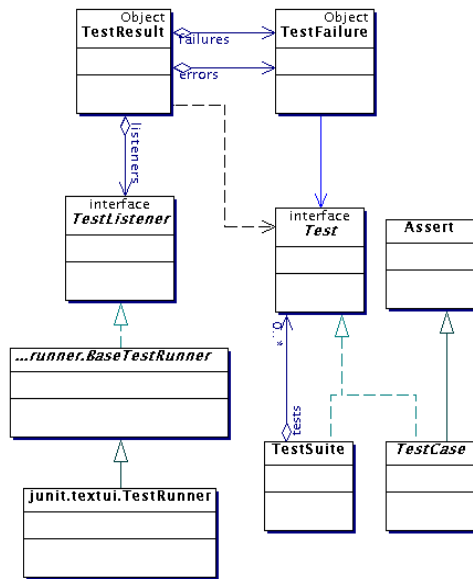 Object
TestResult
Object
TestFailure
failures
errors
listeners
interface
TestListener
interface
Test
Assert
...runner.BaseTestRunner
0..*
tests
TestSuite
TestCase
junit.textui.TestRunner